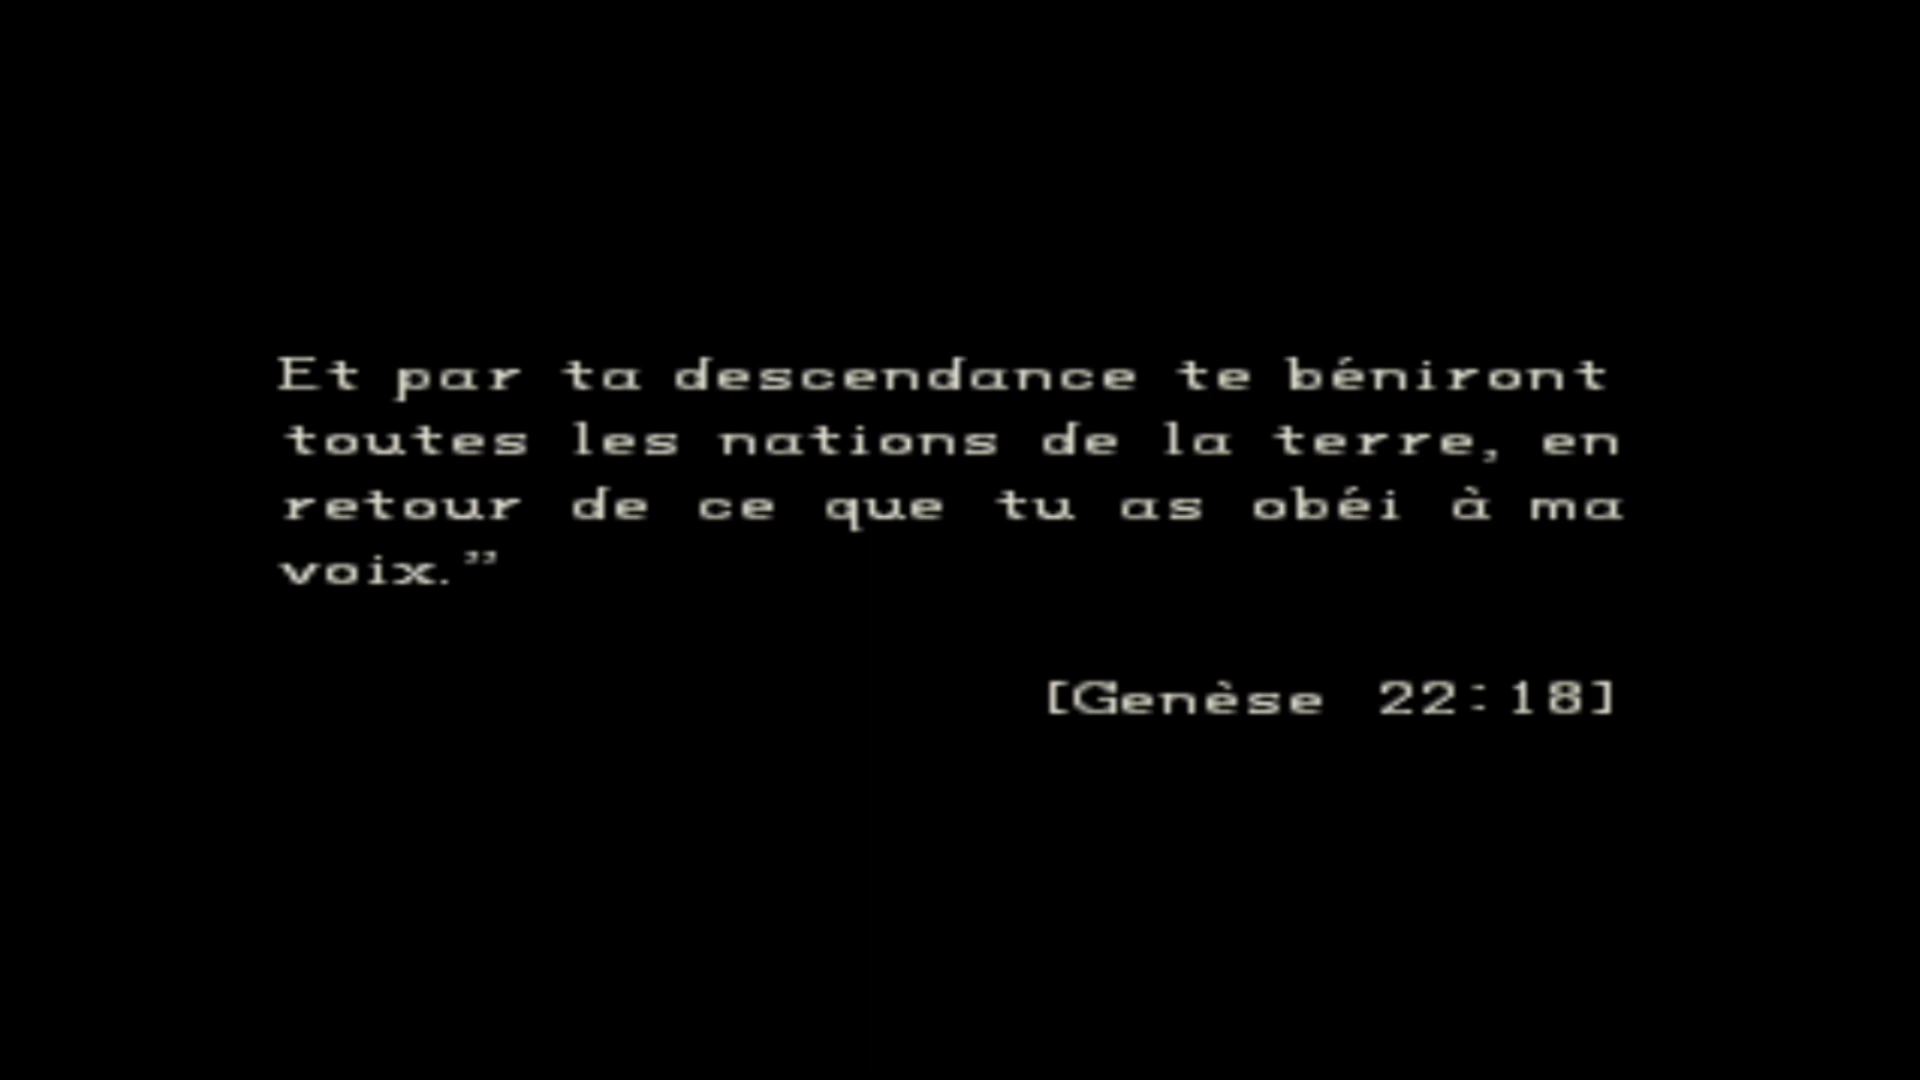 Et par ta descendance te béniront
toutes les nations de la terre, en
retour de ce que tu as obéi à ma
voix.”
[Genèse 22:18]